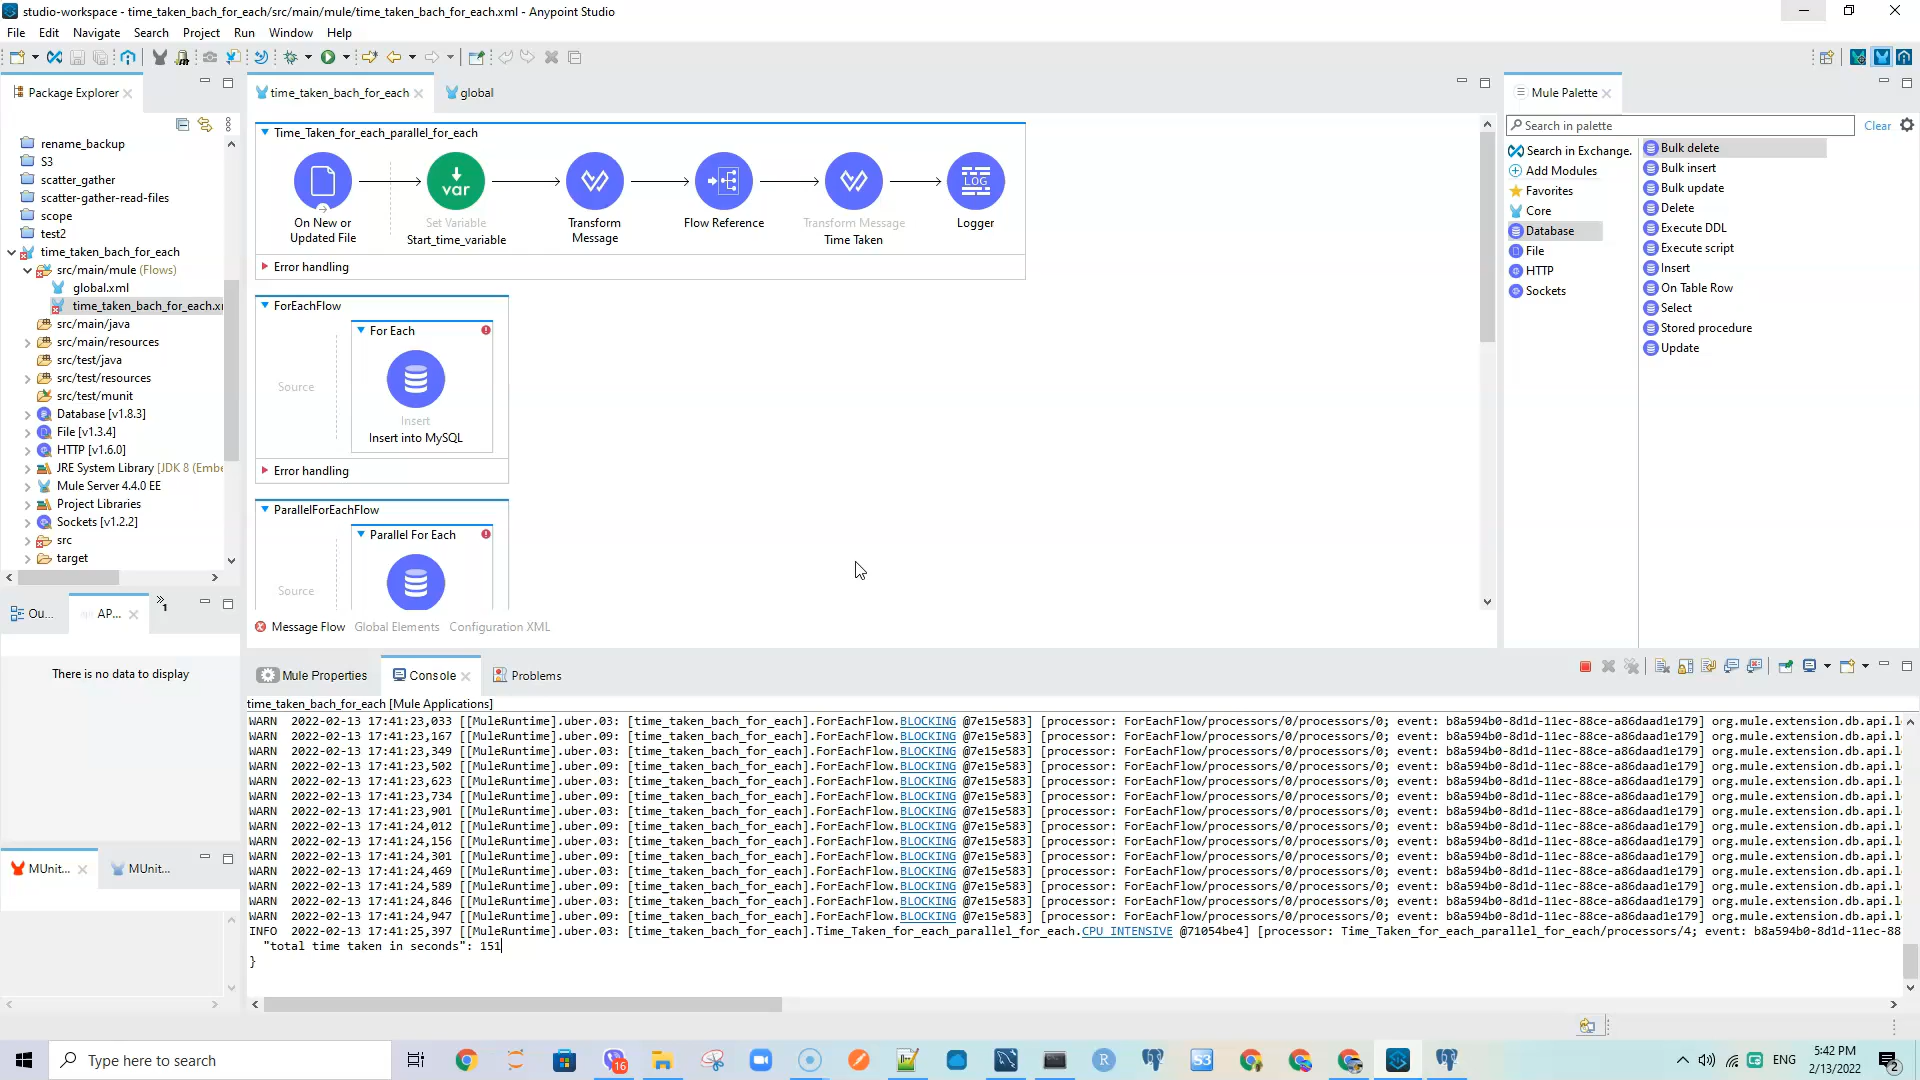 studio-workspace - time_taken_bach_for_each/src/main/mule/time_taken_bach_for_each.xml - Anypoint Studio
File Edit Navigate Search Project Run Window Help
Package Explorer
rename_backup
S3
scatter_gather
scatter-gather-read-files
scope
test2
time_taken_bach_for_each
src/main/mule (Flows)
global.xml
time_taken_bach_for_each.x
src/main/java
src/main/resources
src/test/java
src/test/resources
src/test/munit
Database [v1.8.3]
File [v1.3.4]
HTTP [v1.6.0]
JRE System Library [JDK 8 (Embe
Mule Server 4.4.0 EE
Project Libraries
Sockets [v1.2.2]
src
target
Ou...
AP...
1
There is no data to display
MUnit...
MUnit...
time_taken_bach_for_each
global
Time_Taken_for_each_parallel_for_each
var
LOG
On New or
Updated File
Set Variable
Start_time_variable
Transform
Message
Flow Reference
Transform Message
Time Taken
Logger
Error handling
ForEachFlow
For Each
Source
Insert
Insert into MySQL
Error handling
ParallelForEachFlow
Parallel For Each
Source
Message Flow Global Elements Configuration XML
Mule Palette
Search in palette
Clear
Search in Exchange.
Add Modules
Favorites
Core
Database
File
HTTP
Sockets
Bulk delete
Bulk insert
Bulk update
Delete
Execute DDL
Execute script
Insert
On Table Row
Select
Stored procedure
Update
Mule Properties
Console
Problems
time_taken_bach_for_each [Mule Applications]
WARN 2022-02-13 17:41:23,033 [[MuleRuntime].uber.03: [time_taken_bach_for_each].ForEachFlow.BLOCKING @7e15e583] [processor: ForEachFlow/processors/0/processors/0; event: b8a594b0-8d1d-11ec-88ce-a86daad1e179] org.mule.extension.db.api.l
WARN 2022-02-13 17:41:23,167 [[MuleRuntime].uber.09: [time_taken_bach_for_each].ForEachFlow.BLOCKING @7e15e583] [processor: ForEachFlow/processors/0/processors/0; event: b8a594b0-8d1d-11ec-88ce-a86daad1e179] org.mule.extension.db.api.l
WARN 2022-02-13 17:41:23,349 [[MuleRuntime].uber.03: [time_taken_bach_for_each].ForEachFlow.BLOCKING @7e15e583] [processor: ForEachFlow/processors/0/processors/0; event: b8a594b0-8d1d-11ec-88ce-a86daad1e179] org.mule.extension.db.api.l
WARN 2022-02-13 17:41:23,502 [[MuleRuntime].uber.09: [time_taken_bach_for_each].ForEachFlow.BLOCKING @7e15e583] [processor: ForEachFlow/processors/0/processors/0; event: b8a594b0-8d1d-11ec-88ce-a86daad1e179] org.mule.extension.db.api.l
WARN 2022-02-13 17:41:23,623 [[MuleRuntime].uber.03: [time_taken_bach_for_each].ForEachFlow.BLOCKING @7e15e583] [processor: ForEachFlow/processors/0/processors/0; event: b8a594b0-8d1d-11ec-88ce-a86daad1e179] org.mule.extension.db.api.l
WARN 2022-02-13 17:41:23,734 [[MuleRuntime].uber.09: [time_taken_bach_for_each].ForEachFlow.BLOCKING @7e15e583] [processor: ForEachFlow/processors/0/processors/0; event: b8a594b0-8d1d-11ec-88ce-a86daad1e179] org.mule.extension.db.api.l
WARN 2022-02-13 17:41:23,901 [[MuleRuntime].uber.03: [time_taken_bach_for_each].ForEachFlow.BLOCKING @7e15e583] [processor: ForEachFlow/processors/0/processors/0; event: b8a594b0-8d1d-11ec-88ce-a86daad1e179] org.mule.extension.db.api.l
WARN 2022-02-13 17:41:24,012 [[MuleRuntime].uber.09: [time_taken_bach_for_each].ForEachFlow.BLOCKING @7e15e583] [processor: ForEachFlow/processors/0/processors/0; event: b8a594b0-8d1d-11ec-88ce-a86daad1e179] org.mule.extension.db.api.l
WARN 2022-02-13 17:41:24,156 [[MuleRuntime].uber.03: [time_taken_bach_for_each].ForEachFlow.BLOCKING @7e15e583] [processor: ForEachFlow/processors/0/processors/0; event: b8a594b0-8d1d-11ec-88ce-a86daad1e179] org.mule.extension.db.api.l
WARN 2022-02-13 17:41:24,301 [[MuleRuntime].uber.09: [time_taken_bach_for_each].ForEachFlow.BLOCKING @7e15e583] [processor: ForEachFlow/processors/0/processors/0; event: b8a594b0-8d1d-11ec-88ce-a86daad1e179] org.mule.extension.db.api.l
WARN 2022-02-13 17:41:24,469 [[MuleRuntime].uber.03: [time_taken_bach_for_each].ForEachFlow.BLOCKING @7e15e583] [processor: ForEachFlow/processors/0/processors/0; event: b8a594b0-8d1d-11ec-88ce-a86daad1e179] org.mule.extension.db.api.l
WARN 2022-02-13 17:41:24,589 [[MuleRuntime].uber.09: [time_taken_bach_for_each].ForEachFlow.BLOCKING @7e15e583] [processor: ForEachFlow/processors/0/processors/0; event: b8a594b0-8d1d-11ec-88ce-a86daad1e179] org.mule.extension.db.api.l
WARN 2022-02-13 17:41:24,846 [[MuleRuntime].uber.03: [time_taken_bach_for_each].ForEachFlow.BLOCKING @7e15e583] [processor: ForEachFlow/processors/0/processors/0; event: b8a594b0-8d1d-11ec-88ce-a86daad1e179] org.mule.extension.db.api.l
WARN 2022-02-13 17:41:24,947 [[MuleRuntime].uber.09: [time_taken_bach_for_each].ForEachFlow.BLOCKING @7e15e583] [processor: ForEachFlow/processors/0/processors/0; event: b8a594b0-8d1d-11ec-88ce-a86daad1e179] org.mule.extension.db.api.l
INFO 2022-02-13 17:41:25,397 [[MuleRuntime].uber.03: [time_taken_bach_for_each].Time_Taken_for_each_parallel_for_each.CPU_INTENSIVE @71054be4] [processor: Time_Taken_for_each_parallel_for_each/processors/4; event: b8a594b0-8d1d-11ec-88
"total time taken in seconds": 151
}
Type here to search
16
R
S3
ENG
5:42 PM
2/13/2022
2